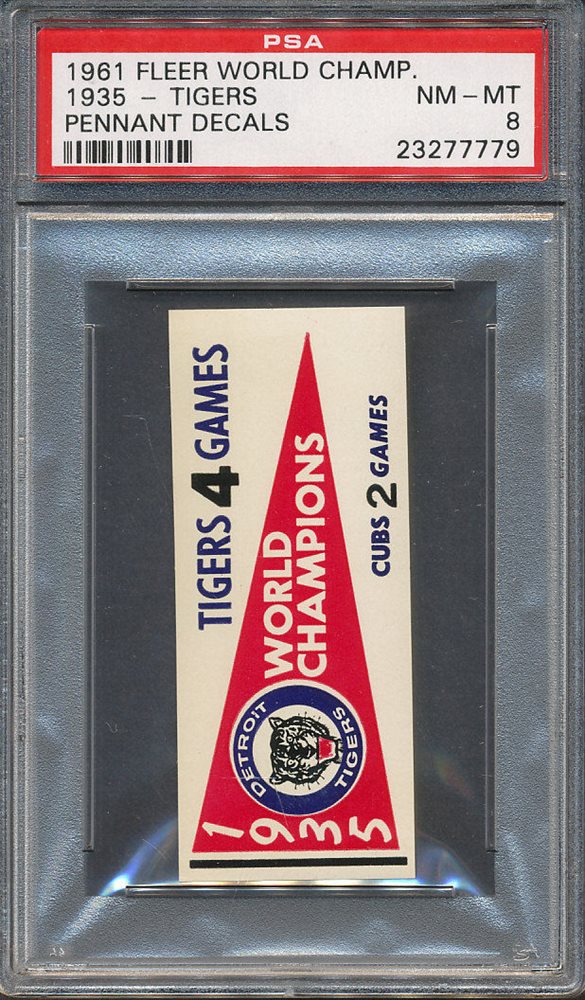 PSA
1961 FLEER WORLD CHAMP.
1935 - TIGERS NM-MT
PENNANT DECALS 8
23277779
TIGERS 4 GAMES
WORLD
CHAMPIONS
CUBS 2 GAMES
DETROIT
TIGERS
1935